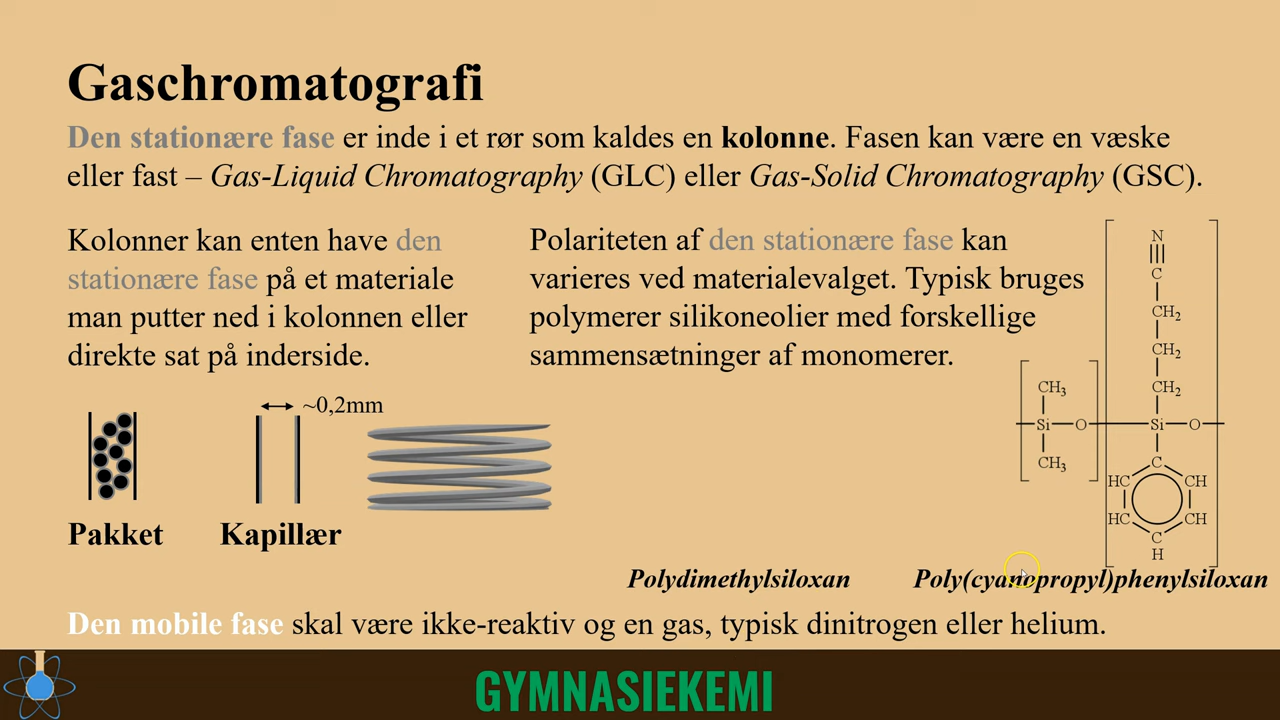 Gaschromatografi
Den stationære fase er inde i et rør som kaldes en kolonne. Fasen kan være en væske
eller fast – Gas-Liquid Chromatography (GLC) eller Gas-Solid Chromatography (GSC).
Kolonner kan enten have den
stationære fase på et materiale
man putter ned i kolonnen eller
direkte sat på inderside.
Polariteten af den stationære fase kan
varieres ved materialevalget. Typisk bruges
polymerer silikoneolier med forskellige
sammensætninger af monomerer.
~0,2mm
Pakket
Kapillær
N
C
CH₂
CH₂
CH₃ CH₂
Si O Si O
CH₃ C
HC CH
HC CH
C
H
Polydimethylsiloxan
Poly(cyanopropyl)phenylsiloxan
Den mobile fase skal være ikke-reaktiv og en gas, typisk dinitrogen eller helium.
GYMNASIEKEMI